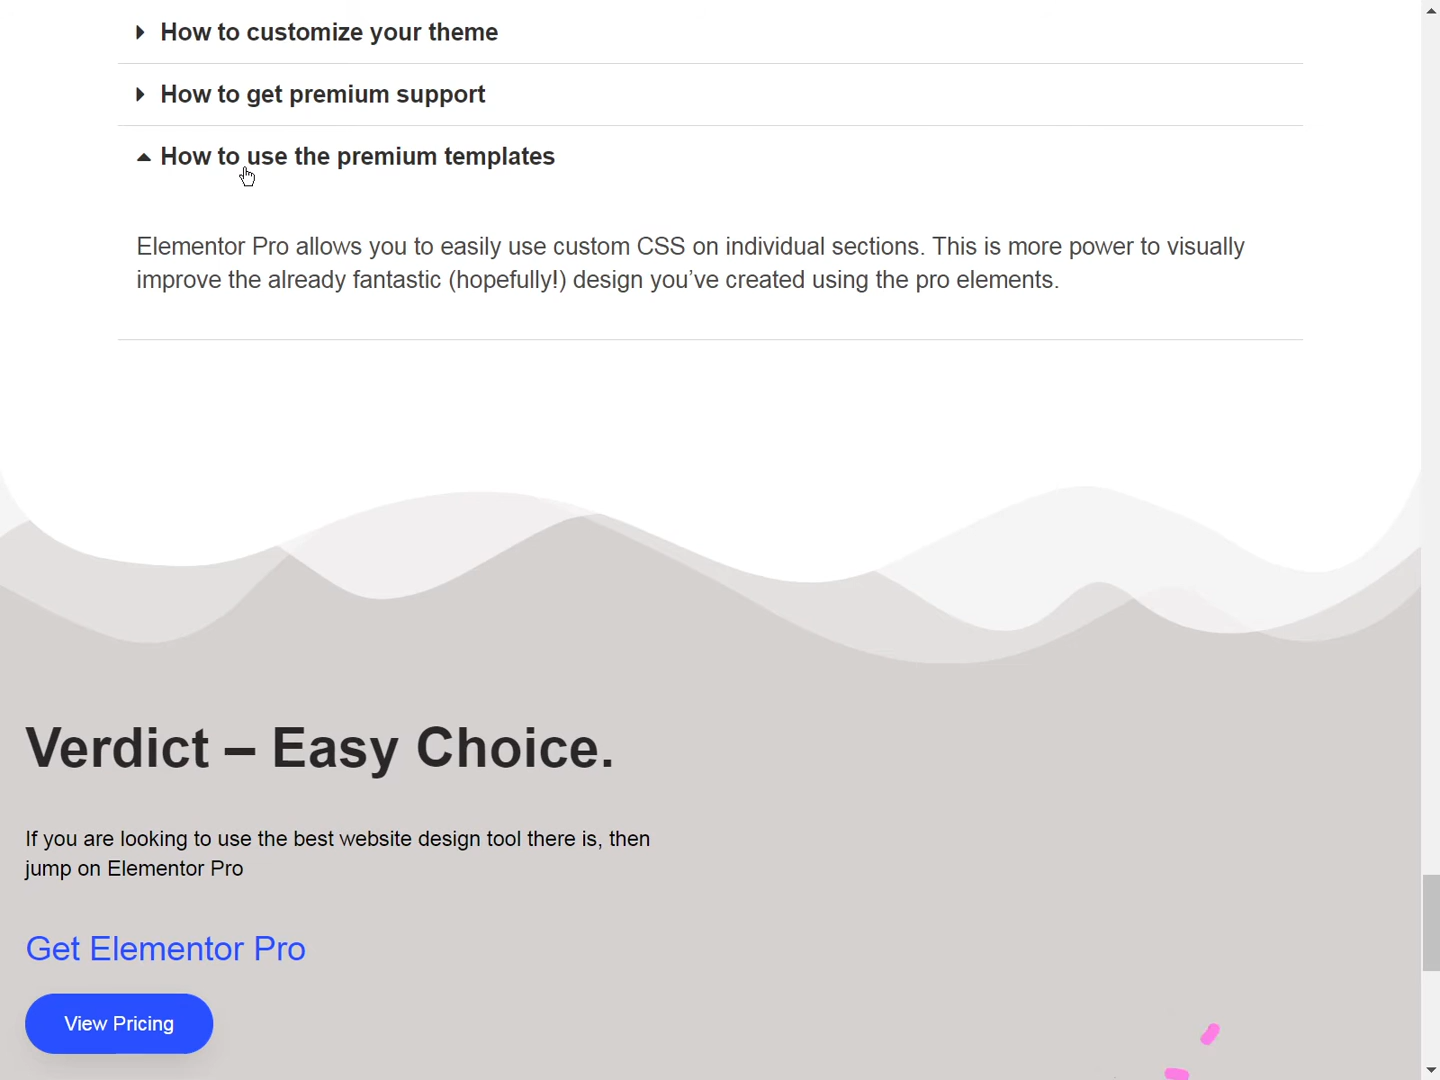 How to customize your theme
How to get premium support
How to use the premium templates
Elementor Pro allows you to easily use custom CSS on individual sections. This is more power to visually
improve the already fantastic (hopefully!) design you’ve created using the pro elements.
Verdict – Easy Choice.
If you are looking to use the best website design tool there is, then
jump on Elementor Pro
Get Elementor Pro
View Pricing